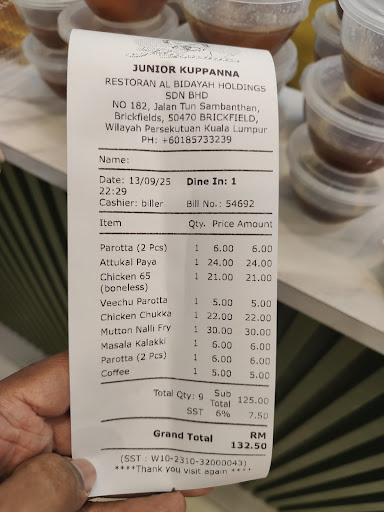 JUNIOR KUPPANNA
RESTORAN AL BIDAYAH HOLDINGS
SDN BHD
NO 182, Jalan Tun Sambanthan,
Brickfields, 50470 BRICKFIELD,
Wilayah Persekutuan Kuala Lumpur
PH: +60185733239
Name:
Date: 13/09/25 Dine In: 1
22:29
Cashier: biller Bill No.: 54692
Item Qty. Price Amount
Parotta (2 Pcs) 1 6.00 6.00
Attukal Paya 1 24.00 24.00
Chicken 65 1 21.00 21.00
(boneless)
Veechu Parotta 1 5.00 5.00
Chicken Chukka 1 22.00 22.00
Mutton Nalli Fry 1 30.00 30.00
Masala Kalakki 1 6.00 6.00
Parotta (2 Pcs) 1 6.00 6.00
Coffee 1 5.00 5.00
Total Qty: 9 Sub Total 125.00
SST 6% 7.50
Grand Total RM 132.50
(SST : W10-2310-32000043)
****Thank you visit again ****